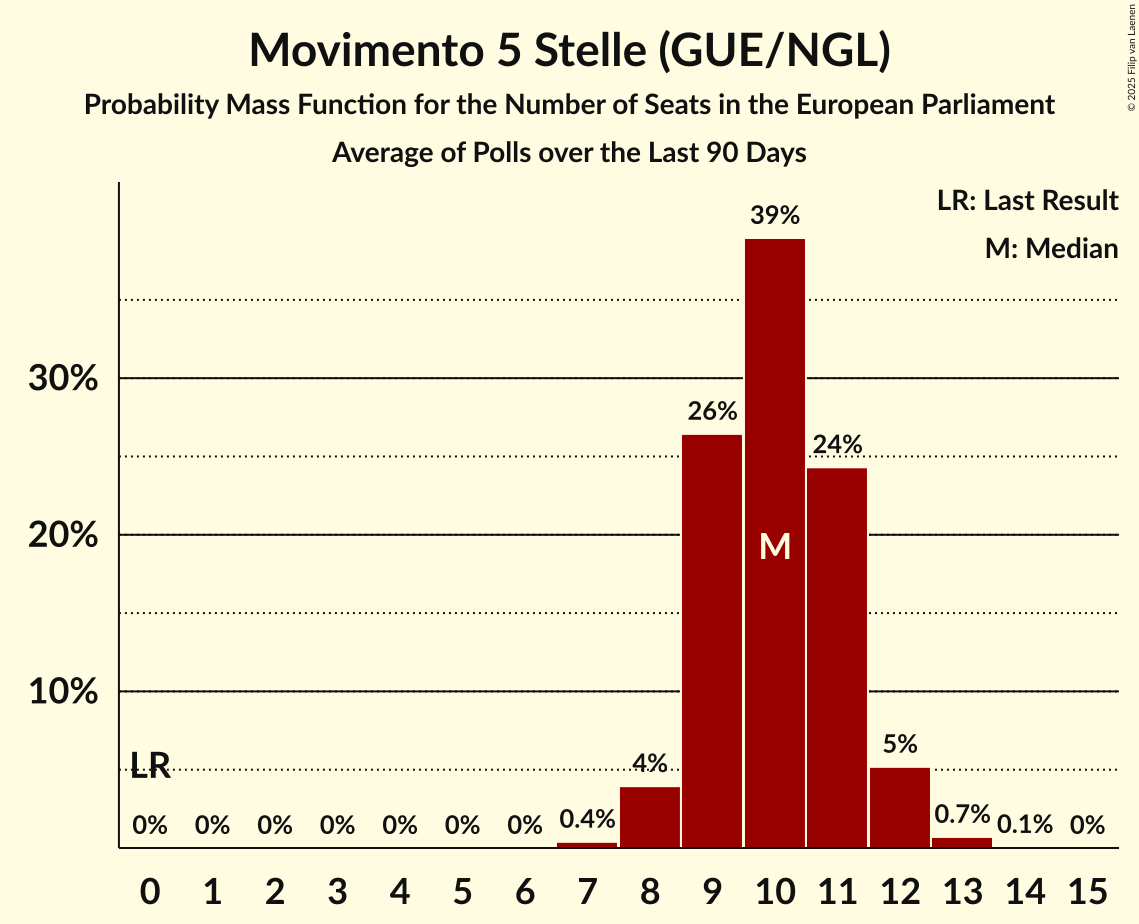 Movimento 5 Stelle (GUE/NGL)
Probability Mass Function for the Number of Seats in the European Parliament
Average of Polls over the Last 90 Days
© 2025 Filip van Laenen
LR: Last Result
M: Median
39%
30%
26%
24%
20%
M
10%
LR
4%
5%
0% 0% 0% 0% 0% 0% 0% 0.4% 0.7% 0.1% 0%
0 1 2 3 4 5 6 7 8 9 10 11 12 13 14 15